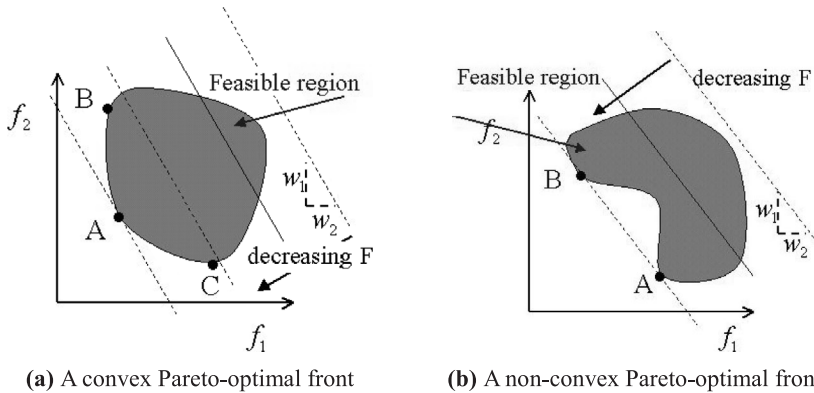 Feasible region
B
f2
A
w1
w2
decreasing F
C
f1
(a) A convex Pareto-optimal front
Feasible region
decreasing F
f2
B
w1
w2
A
f1
(b) A non-convex Pareto-optimal fron